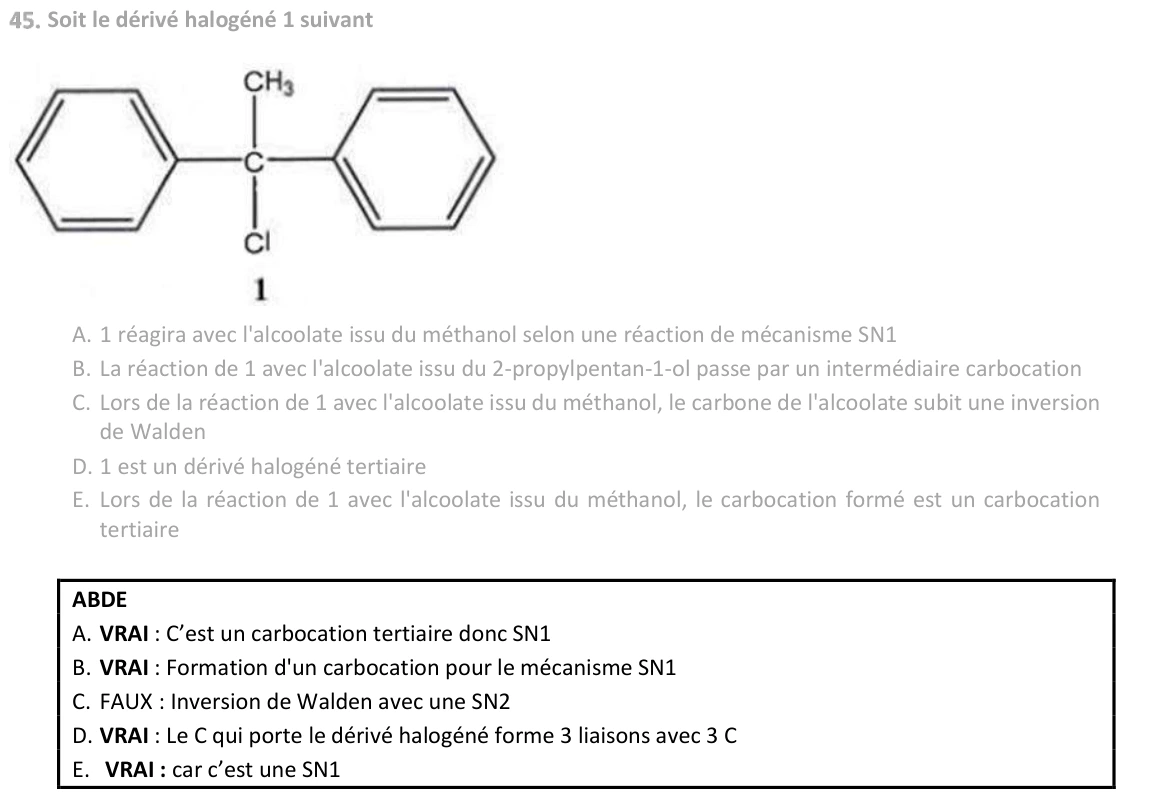 45. Soit le dérivé halogéné 1 suivant
CH3
C
Cl
1
A. 1 réagira avec l'alcoolate issu du méthanol selon une réaction de mécanisme SN1
B. La réaction de 1 avec l'alcoolate issu du 2-propylpentan-1-ol passe par un intermédiaire carbocation
C. Lors de la réaction de 1 avec l'alcoolate issu du méthanol, le carbone de l'alcoolate subit une inversion
de Walden
D. 1 est un dérivé halogéné tertiaire
E. Lors de la réaction de 1 avec l'alcoolate issu du méthanol, le carbocation formé est un carbocation
tertiaire
ABDE
A. VRAI : C’est un carbocation tertiaire donc SN1
B. VRAI : Formation d'un carbocation pour le mécanisme SN1
C. FAUX : Inversion de Walden avec une SN2
D. VRAI : Le C qui porte le dérivé halogéné forme 3 liaisons avec 3 C
E. VRAI : car c’est une SN1